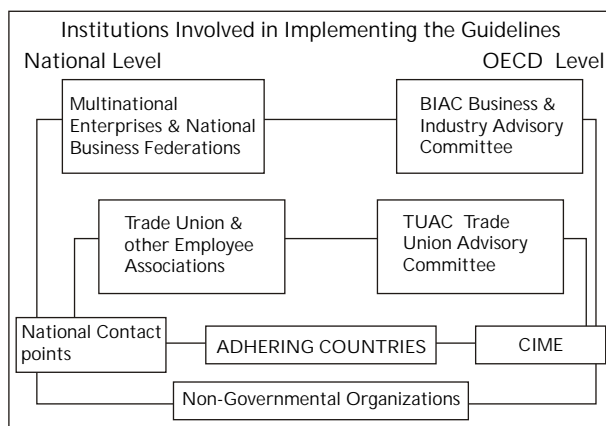 Institutions Involved in Implementing the Guidelines
National Level
OECD Level
Multinational
Enterprises & National
Business Federations
BIAC Business &
Industry Advisory
Committee
Trade Union &
other Employee
Associations
TUAC Trade
Union Advisory
Committee
National Contact
points
ADHERING COUNTRIES
CIME
Non-Governmental Organizations